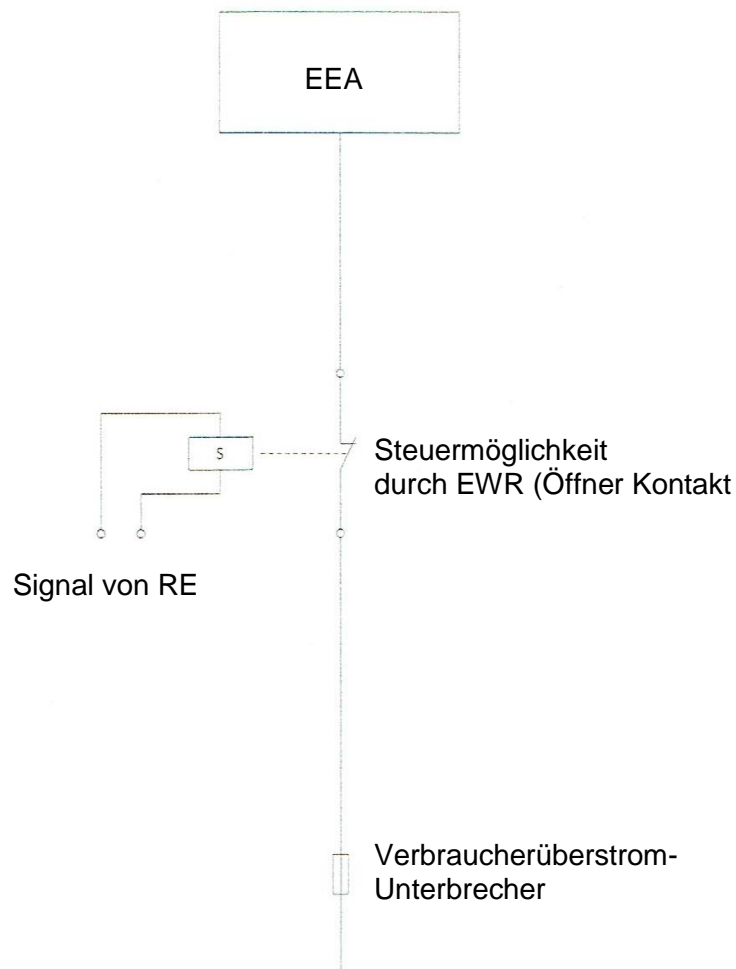 EEA
S
Steuermöglichkeit
durch EWR (Öffner Kontakt
Signal von RE
Verbraucherüberstrom-
Unterbrecher